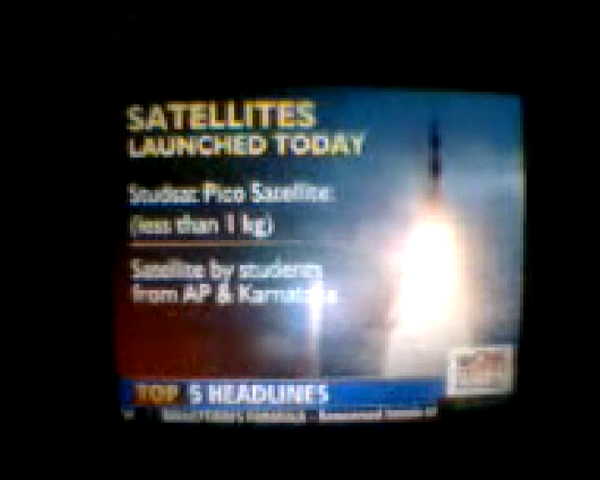 SATELLITES
LAUNCHED TODAY
Studsat Pico Satellite:
(less than 1 kg)
Satellite by students
from AP & Karnataka
TOP 5 HEADLINES